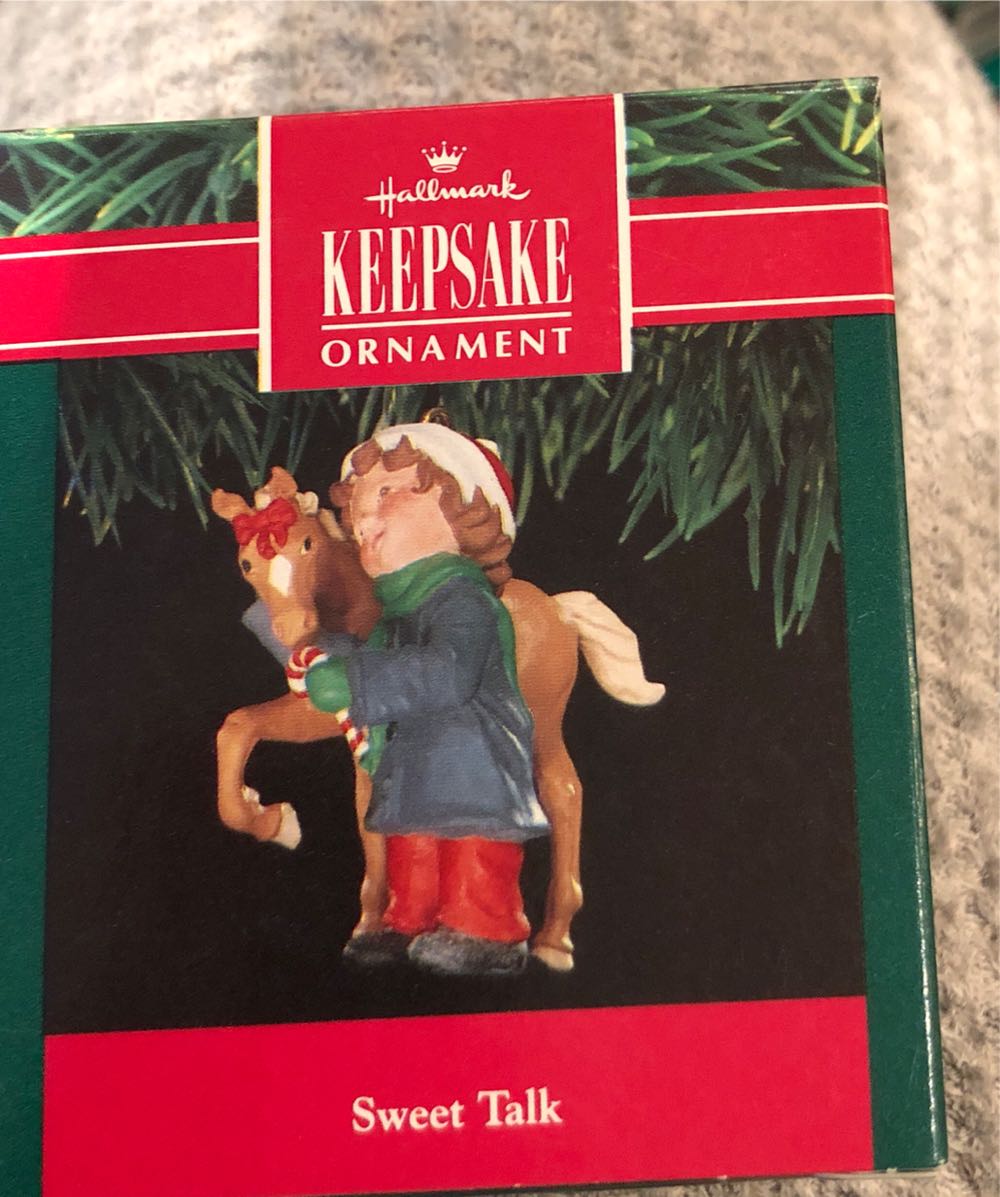 Hallmark
KEEPSAKE
ORNAMENT
Sweet Talk